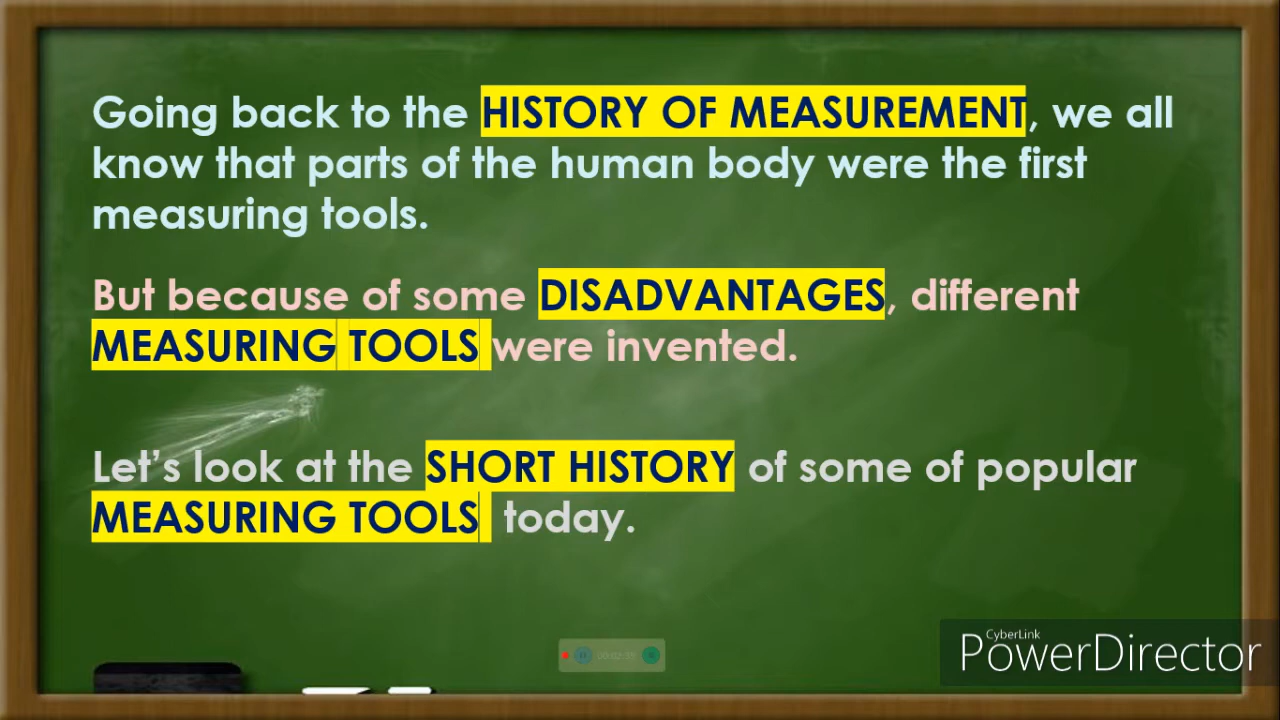 Going back to the HISTORY OF MEASUREMENT, we all
know that parts of the human body were the first
measuring tools.
But because of some DISADVANTAGES, different
MEASURING TOOLS were invented.
Let's look at the SHORT HISTORY of some of popular
MEASURING TOOLS today.
CyberLink
PowerDirector